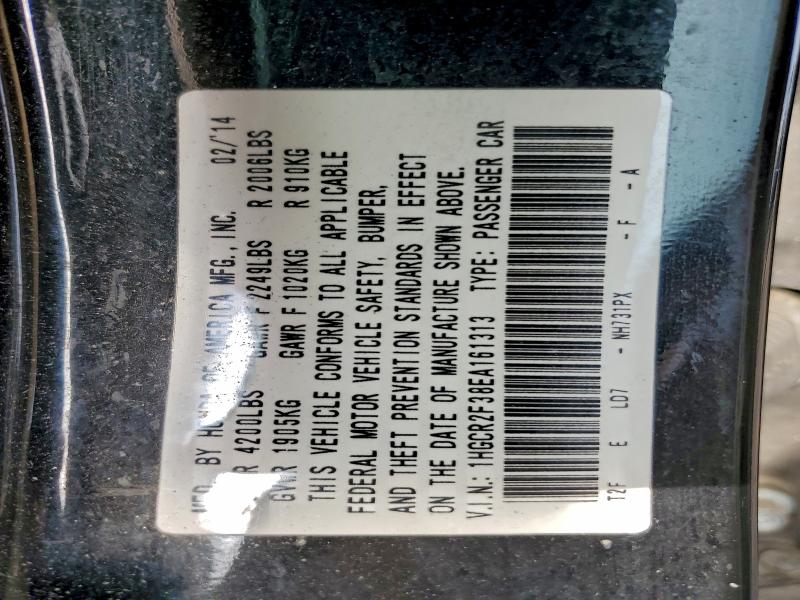 MFD. BY HONDA OF AMERICA MFG., INC. 02/'14
GVWR 4200LBS GAWR F 2249LBS R 2006LBS
GVWR 1905KG GAWR F 1020KG R 910KG
THIS VEHICLE CONFORMS TO ALL APPLICABLE
FEDERAL MOTOR VEHICLE SAFETY, BUMPER,
AND THEFT PREVENTION STANDARDS IN EFFECT
ON THE DATE OF MANUFACTURE SHOWN ABOVE.
V.I.N.: 1HGCR2F38EA161313 TYPE: PASSENGER CAR
T2F E LD7 - NH731PX - F - A